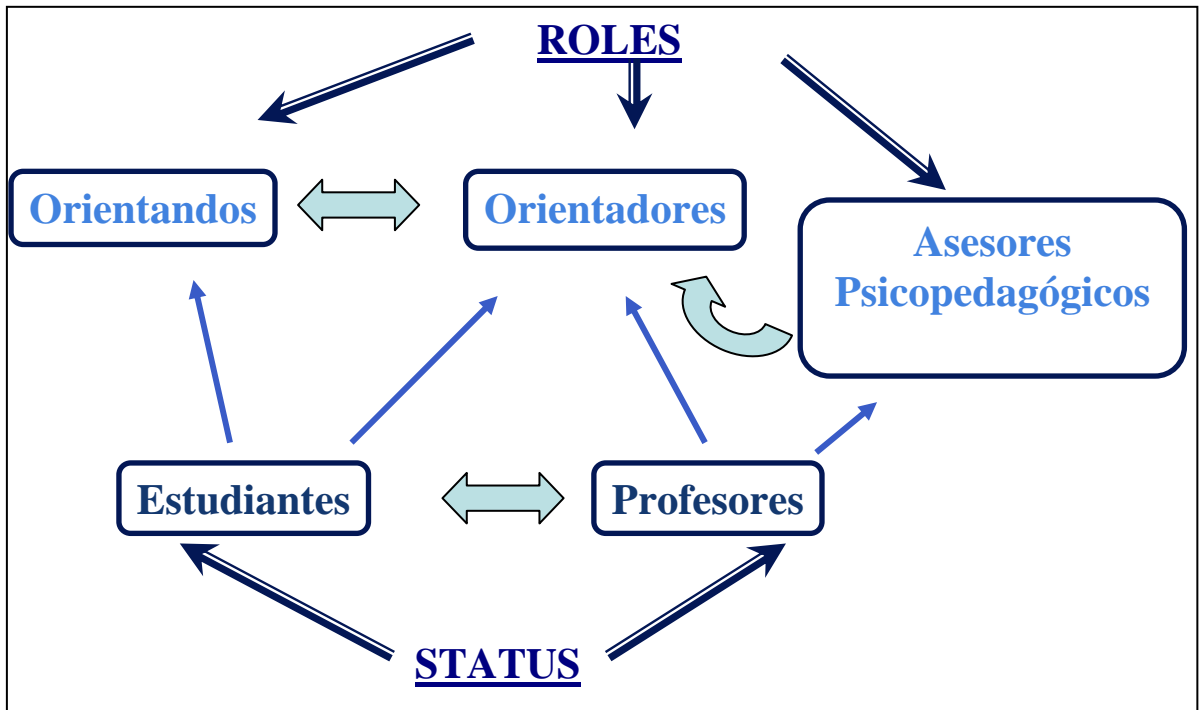 ROLES
Orientandos
Orientadores
Asesores
Psicopedagógicos
Estudiantes
Profesores
STATUS